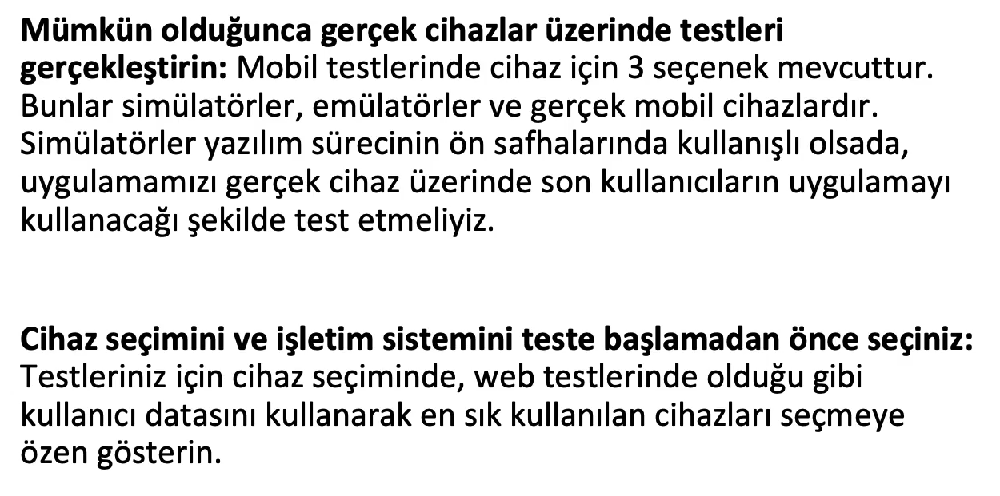 Mümkün olduğunca gerçek cihazlar üzerinde testleri
gerçekleştirin: Mobil testlerinde cihaz için 3 seçenek mevcuttur.
Bunlar simülatörler, emülatörler ve gerçek mobil cihazlardır.
Simülatörler yazılım sürecinin ön safhalarında kullanışlı olsada,
uygulamamızı gerçek cihaz üzerinde son kullanıcıların uygulamayı
kullanacağı şekilde test etmeliyiz.
Cihaz seçimini ve işletim sistemini teste başlamadan önce seçiniz:
Testleriniz için cihaz seçiminde, web testlerinde olduğu gibi
kullanıcı datasını kullanarak en sık kullanılan cihazları seçmeye
özen gösterin.